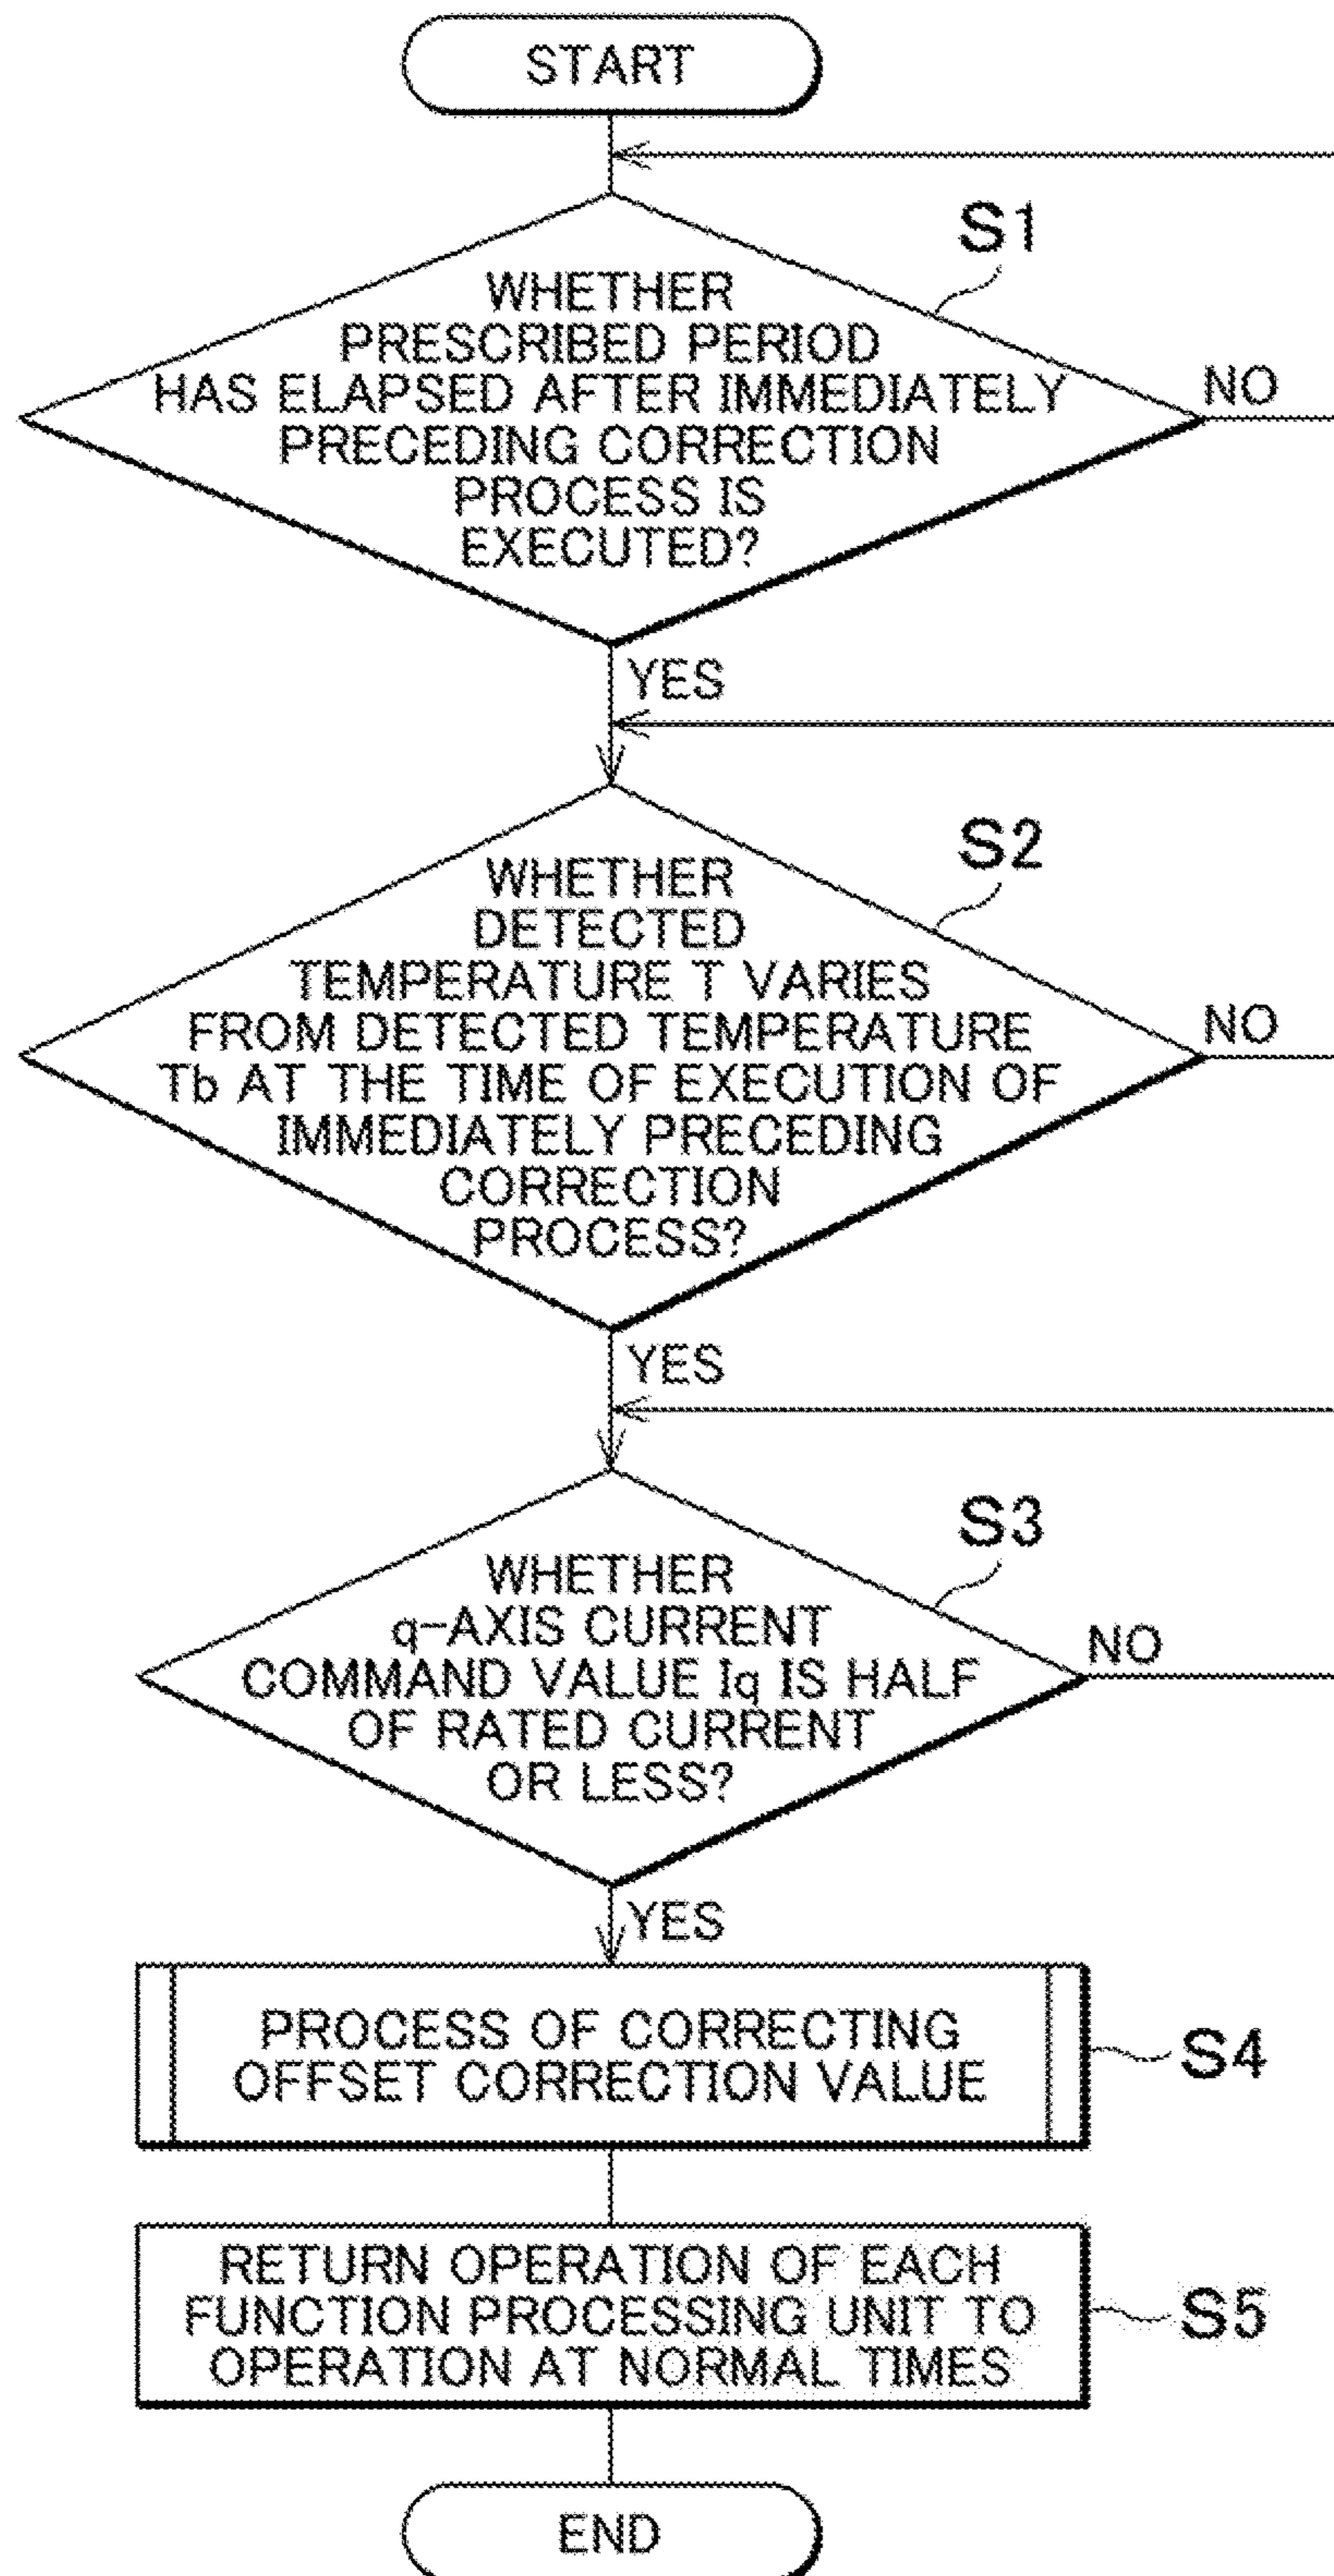 START
S1
WHETHER
PRESCRIBED PERIOD
HAS ELAPSED AFTER IMMEDIATELY
PRECEDING CORRECTION
PROCESS IS
EXECUTED?
NO
YES
S2
WHETHER
DETECTED
TEMPERATURE T VARIES
FROM DETECTED TEMPERATURE
Tb AT THE TIME OF EXECUTION OF
IMMEDIATELY PRECEDING
CORRECTION
PROCESS?
NO
YES
S3
WHETHER
q-AXIS CURRENT
COMMAND VALUE Iq IS HALF
OF RATED CURRENT
OR LESS?
NO
YES
PROCESS OF CORRECTING
OFFSET CORRECTION VALUE
S4
RETURN OPERATION OF EACH
FUNCTION PROCESSING UNIT TO
OPERATION AT NORMAL TIMES
S5
END